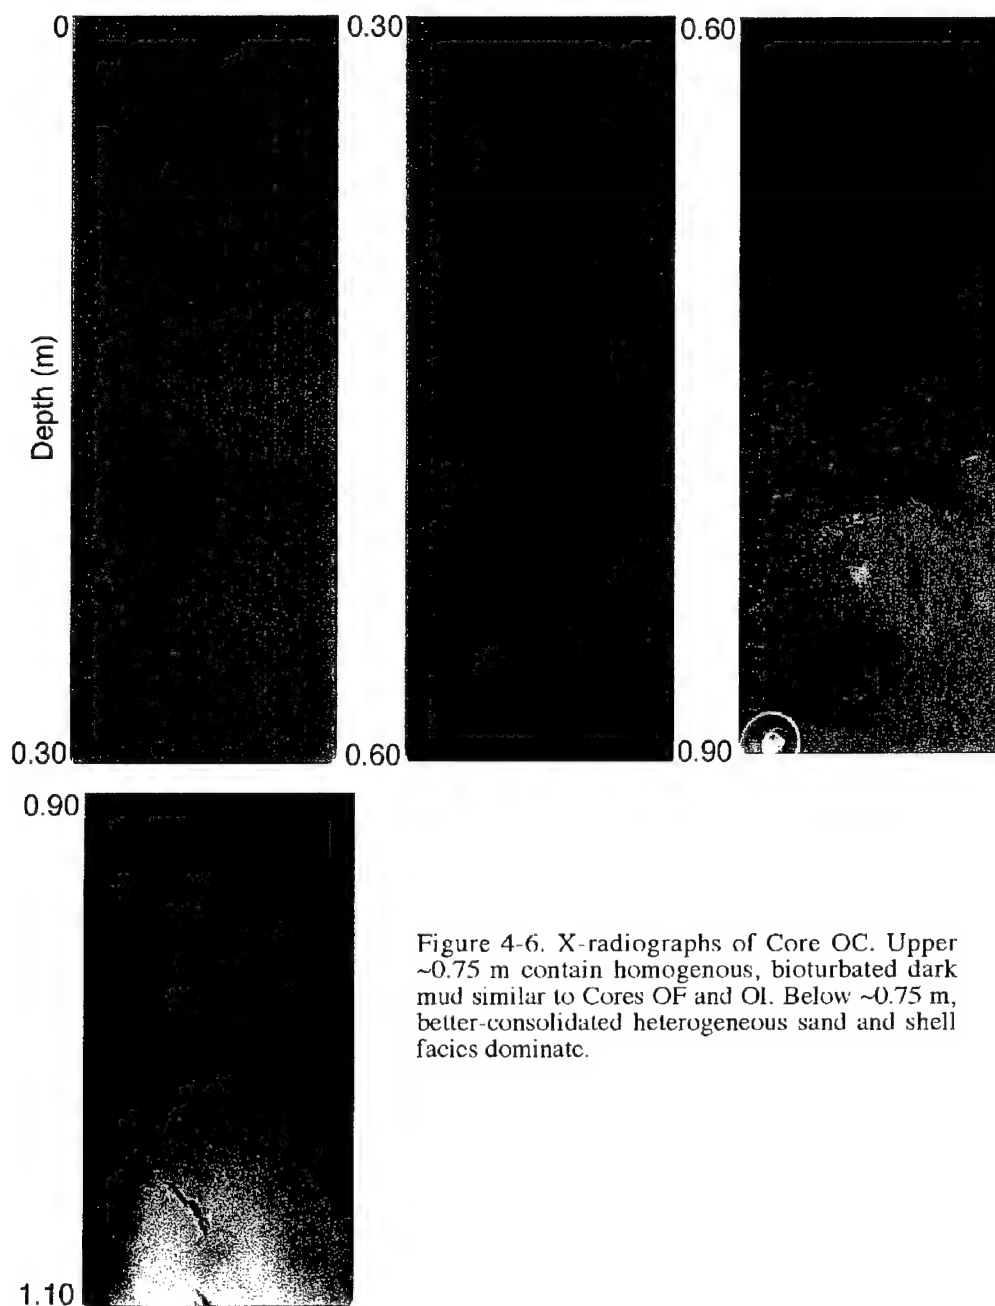 0
0.30
0.60
Depth (m)
0.30
0.60
0.90
0.90
1.10
Figure 4-6. X-radiographs of Core OC. Upper
~0.75 m contain homogenous, bioturbated dark
mud similar to Cores OF and OI. Below ~0.75 m,
better-consolidated heterogeneous sand and shell
facies dominate.